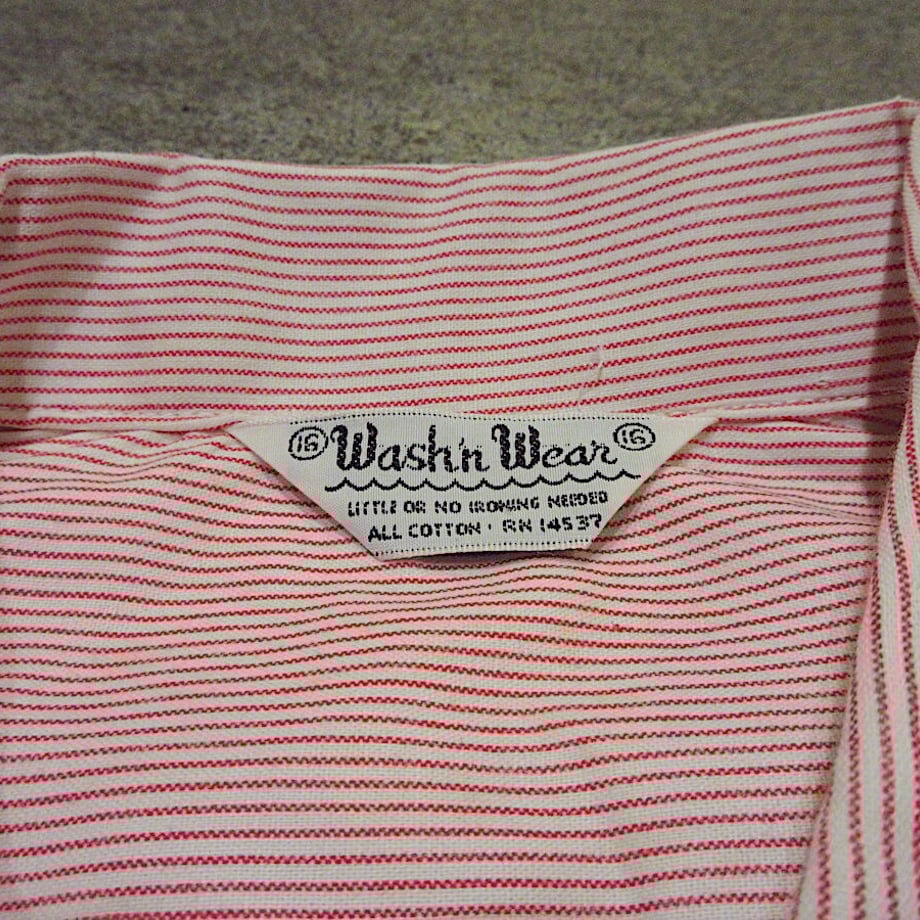 16 Wash'n Wear 16
LITTLE OR NO IRONING NEEDED
ALL COTTON · RN 14537